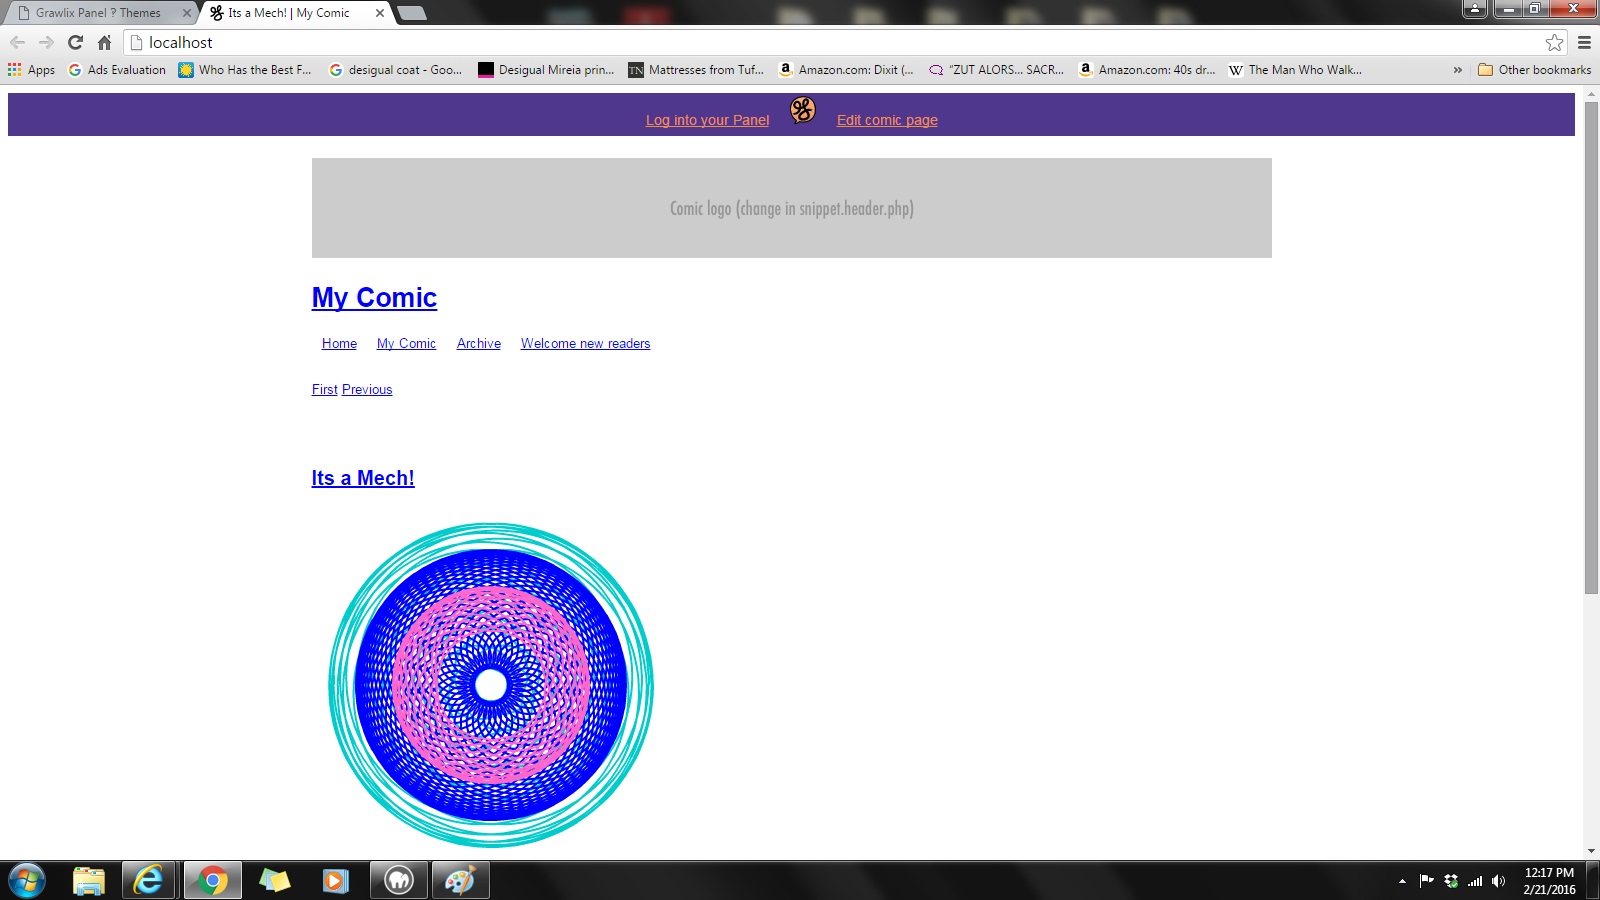 Grawlix Panel ? Themes
Its a Mech! | My Comic
localhost
Apps
Ads Evaluation
Who Has the Best F...
desigual coat - Goo...
Desigual Mireia prin...
Mattresses from Tuf...
Amazon.com: Dixit (...
"ZUT ALORS... SACR...
Amazon.com: 40s dr...
The Man Who Walk...
»
Other bookmarks
Log into your Panel
Edit comic page
Comic logo (change in snippet.header.php)
My Comic
Home My Comic Archive Welcome new readers
First Previous
Its a Mech!
12:17 PM
2/21/2016